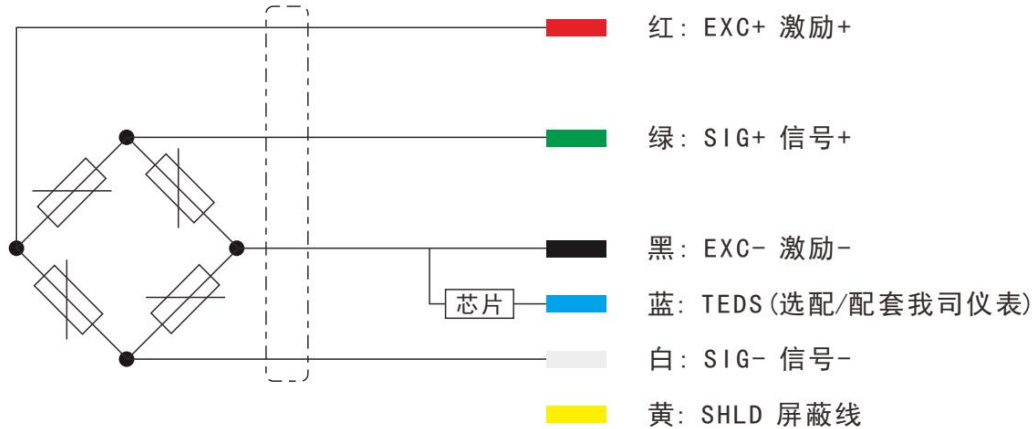 红: EXC+ 激励+
绿: SIG+ 信号+
黑: EXC- 激励-
芯片
蓝: TEDS(选配/配套我司仪表)
白: SIG- 信号-
黄: SHLD 屏蔽线